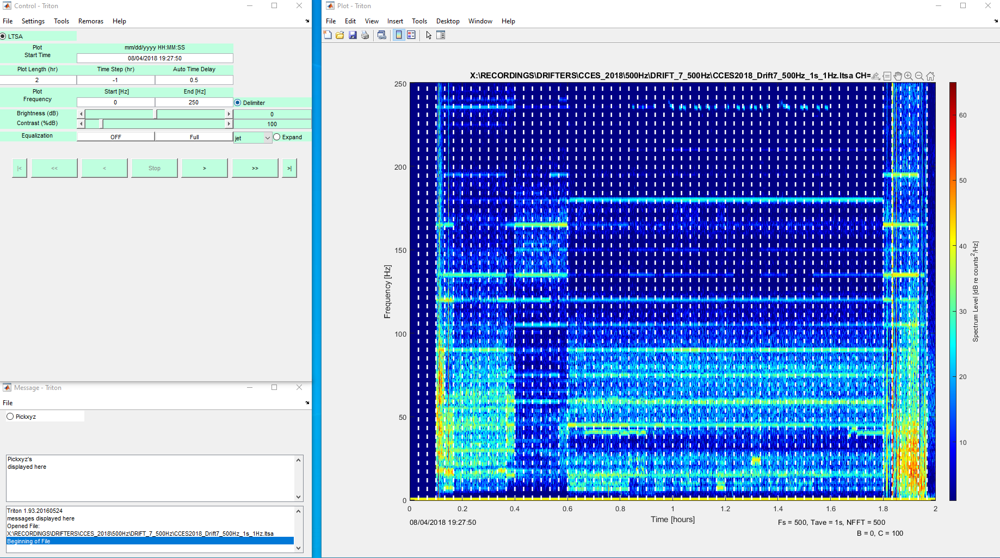 Control - Triton
File Settings Tools Remoras Help
LTSA
Plot
Start Time
mm/dd/yyyy HH:MM:SS
08/04/2018 19:27:50
Plot Length (hr) Time Step (hr) Auto Time Delay
2 -1 0.5
Plot
Frequency
Start [Hz] End [Hz]
0 250 Delimiter
Brightness (dB) 0
Contrast (%dB) 100
Equalization OFF Full jet Expand
|< << < Stop > >> >|
Message - Triton
File
Pickxyz
Pickxyz's
displayed here
Triton 1.93.20160524
messages displayed here
Opened File:
X:\RECORDINGS\DRIFTERS\CCES_2018\500Hz\DRIFT_7_500Hz\CCES2018_Drift7_500Hz_1s_1Hz.ltsa
Beginning of File
Plot - Triton
File Edit View Insert Tools Desktop Window Help
X:\RECORDINGS\DRIFTERS\CCES_2018\500Hz\DRIFT_7_500Hz\CCES2018_Drift7_500Hz_1s_1Hz.ltsa CH=
250
200
150
100
50
0
Frequency [Hz]
0 0.2 0.4 0.6 0.8 1 1.2 1.4 1.6 1.8 2
Time [hours]
08/04/2018 19:27:50
Fs = 500, Tave = 1s, NFFT = 500
B = 0, C = 100
60
50
40
30
20
10
Spectrum Level [dB re counts²/Hz]